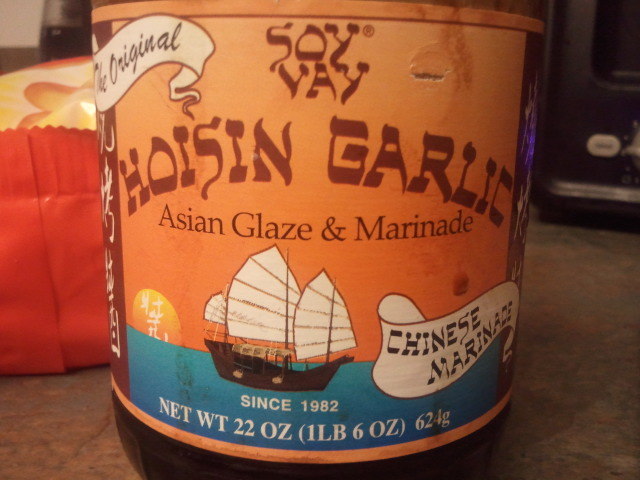 The Original
SOY VAY®
HOISIN GARLIC
Asian Glaze & Marinade
CHINESE
MARINADE
SINCE 1982
NET WT 22 OZ (1LB 6 OZ) 624g